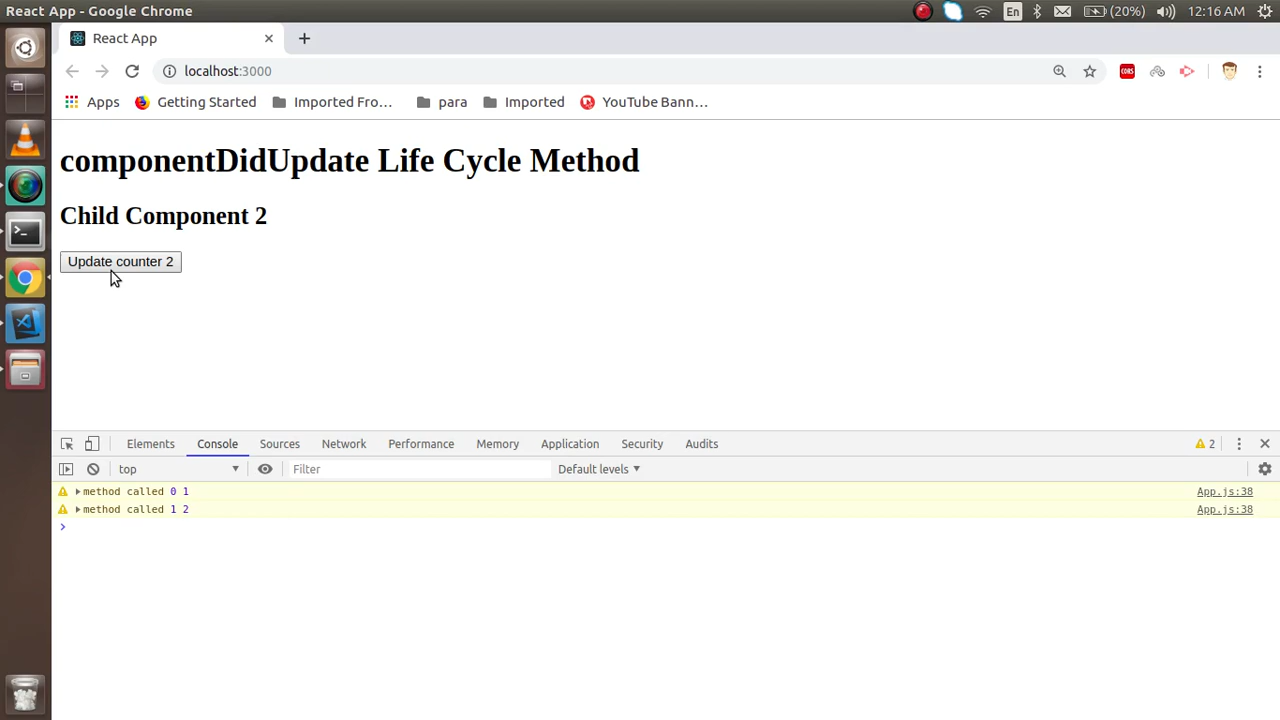 React App - Google Chrome
En (20%) 12:16 AM
React App
localhost:3000
CORS
Apps Getting Started Imported Fro... para Imported YouTube Bann...
componentDidUpdate Life Cycle Method
Child Component 2
Update counter 2
Elements Console Sources Network Performance Memory Application Security Audits 2
top Filter Default levels
method called 0 1 App.js:38
method called 1 2 App.js:38